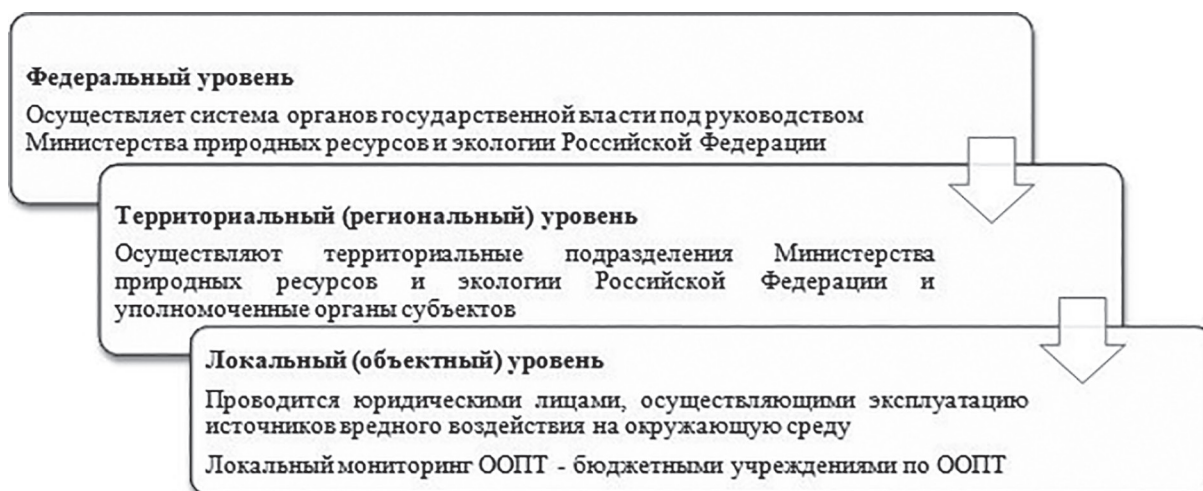 Федеральный уровень
Осуществляет система органов государственной власти под руководством
Министерства природных ресурсов и экологии Российской Федерации
Территориальный (региональный) уровень
Осуществляют территориальные подразделения Министерства
природных ресурсов и экологии Российской Федерации и
уполномоченные органы субъектов
Локальный (объектный) уровень
Проводится юридическими лицами, осуществляющими эксплуатацию
источников вредного воздействия на окружающую среду
Локальный мониторинг ООПТ - бюджетными учреждениями по ООПТ